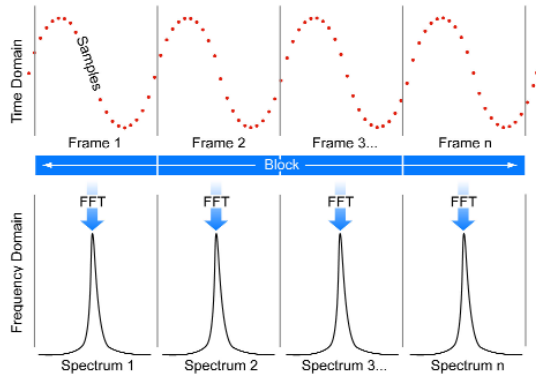 Time Domain
Samples
Frame 1 Frame 2 Frame 3... Frame n
Block
FFT FFT FFT FFT
Frequency Domain
Spectrum 1 Spectrum 2 Spectrum 3... Spectrum n